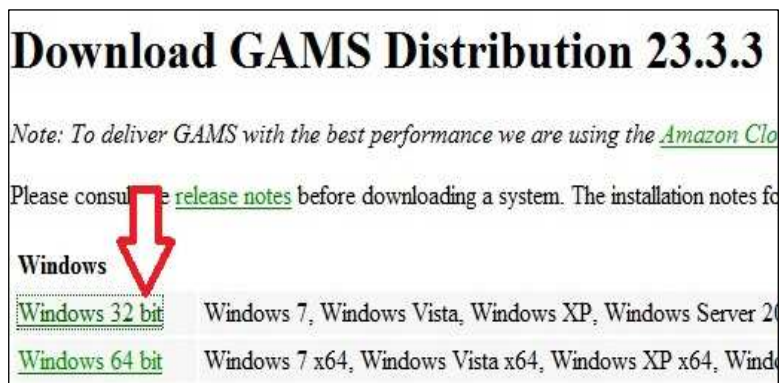 Download GAMS Distribution 23.3.3
Note: To deliver GAMS with the best performance we are using the Amazon Clo
Please consul e release notes before downloading a system. The installation notes fo
Windows
Windows 32 bit Windows 7, Windows Vista, Windows XP, Windows Server 20
Windows 64 bit Windows 7 x64, Windows Vista x64, Windows XP x64, Wind